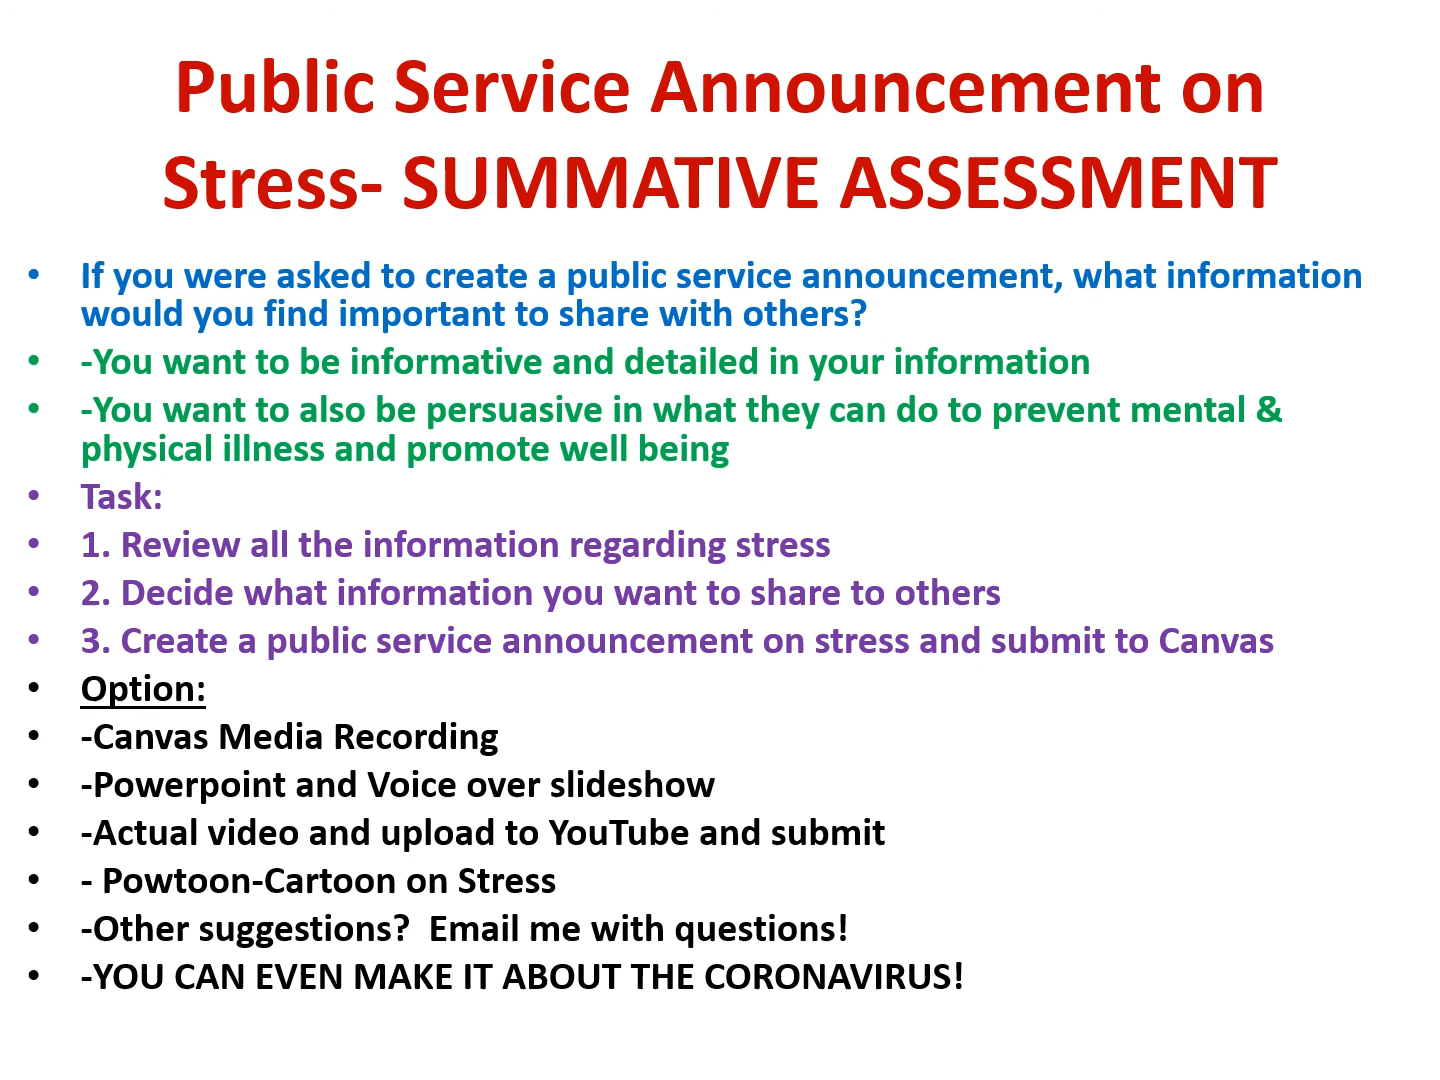 Public Service Announcement on
Stress- SUMMATIVE ASSESSMENT
• If you were asked to create a public service announcement, what information
would you find important to share with others?
• -You want to be informative and detailed in your information
• -You want to also be persuasive in what they can do to prevent mental &
physical illness and promote well being
• Task:
• 1. Review all the information regarding stress
• 2. Decide what information you want to share to others
• 3. Create a public service announcement on stress and submit to Canvas
• Option:
• -Canvas Media Recording
• -Powerpoint and Voice over slideshow
• -Actual video and upload to YouTube and submit
• - Powtoon-Cartoon on Stress
• -Other suggestions?  Email me with questions!
• -YOU CAN EVEN MAKE IT ABOUT THE CORONAVIRUS!